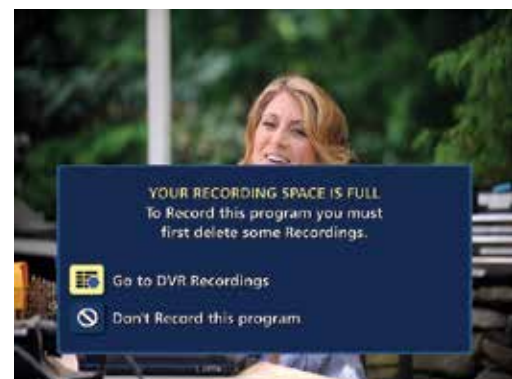 YOUR RECORDING SPACE IS FULL
To Record this program you must
first delete some Recordings.
Go to DVR Recordings
Don't Record this program